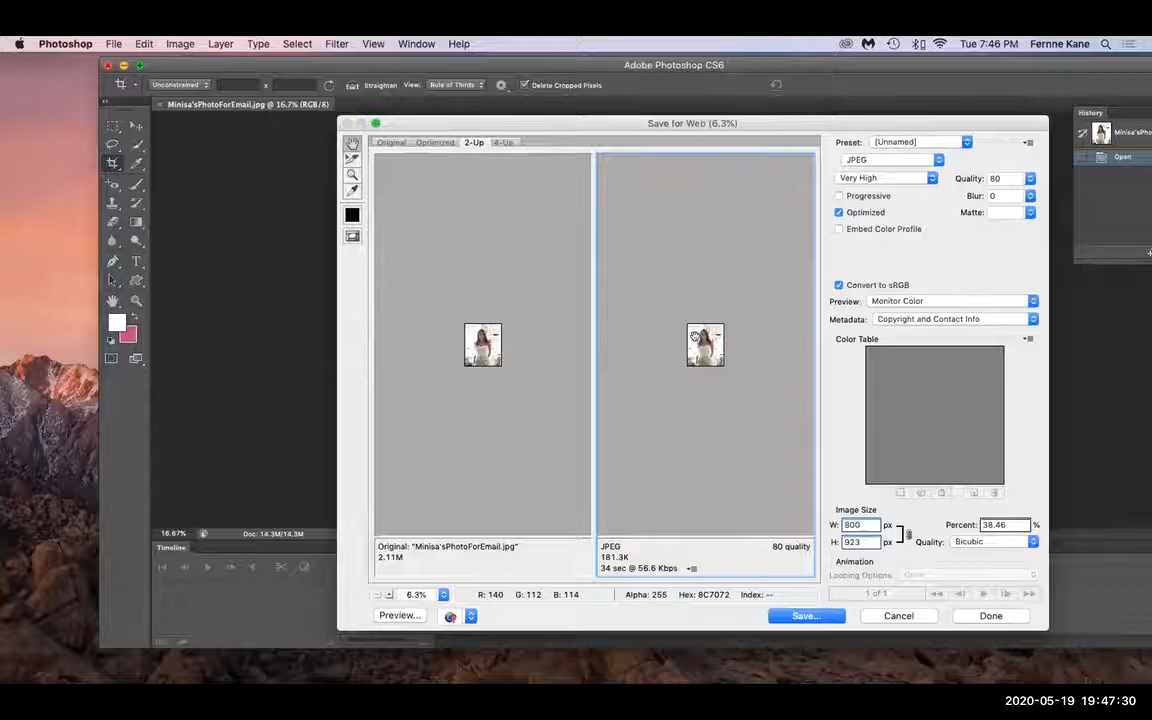 Photoshop File Edit Image Layer Type Select Filter View Window Help Tue 7:46 PM Fernne Kane
Adobe Photoshop CS6
Unconstrained x Straighten View: Rule of Thirds Delete Cropped Pixels
× Minisa'sPhotoForEmail.jpg @ 16.7% (RGB/8)
History
Minisa'sPho
Open
Save for Web (6.3%)
Original Optimized 2-Up 4-Up
Preset: [Unnamed]
JPEG
Very High Quality: 80
Progressive Blur: 0
Optimized Matte:
Embed Color Profile
Convert to sRGB
Preview: Monitor Color
Metadata: Copyright and Contact Info
Color Table
Image Size
W: 800 px Percent: 38.46 %
H: 923 px Quality: Bicubic
Animation
Looping Options:
1 of 1
16.67% Doc: 14.3M/14.3M
Timeline
Original: "Minisa'sPhotoForEmail.jpg"
2.11M
JPEG 80 quality
181.3K
34 sec @ 56.6 Kbps
6.3% R: 140 G: 112 B: 114 Alpha: 255 Hex: 8C7072 Index: --
Preview... Save... Cancel Done
2020-05-19 19:47:30